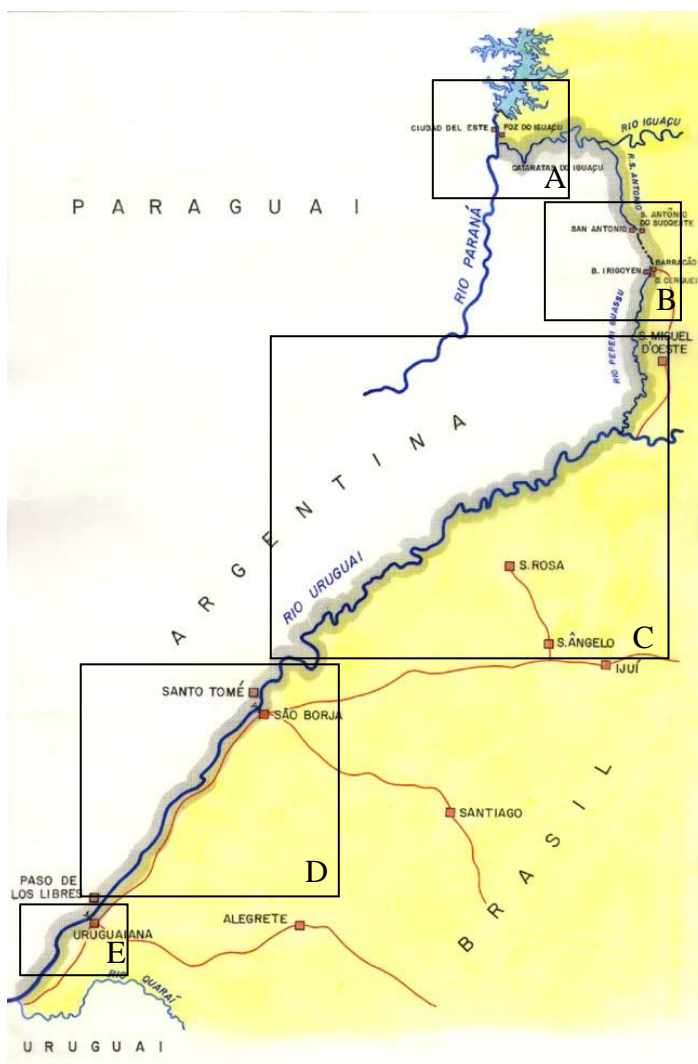 CIUDAD DEL ESTE
FOZ DO IGUAÇU
RIO IGUAÇU
CATARATAS DO IGUAÇU
A
R.S. ANTONIO
PARAGUAI
RIO PARANÁ
S. ANTÔNIO
DO SUDOESTE
SAN ANTONIO
BARRACÃO
B. IRIGOYEN
D. CERQUEI
B
RIO PEPERI GUASSU
S. MIGUEL
D'OESTE
ARGENTINA
RIO URUGUAI
S. ROSA
S. ÂNGELO
C
IJUÍ
SANTO TOMÉ
SÃO BORJA
SANTIAGO
BRASIL
D
PASO DE
LOS LIBRES
URUGUAIANA
E
ALEGRETE
RIO QUARAÍ
URUGUAI